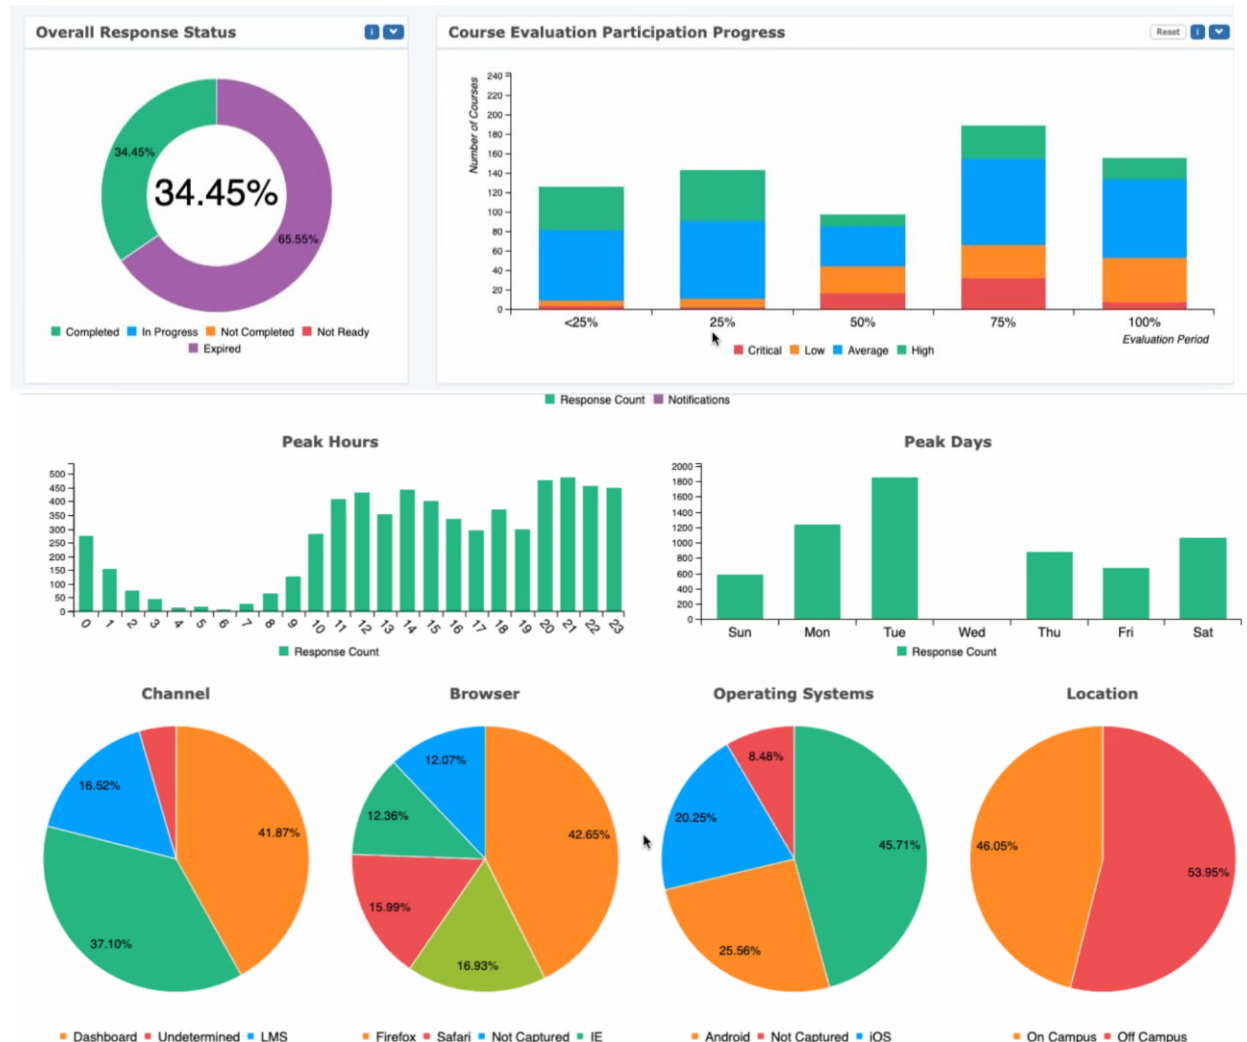 Overall Response Status
i
34.45%
34.45%
65.55%
Completed In Progress Not Completed Not Ready
Expired
Course Evaluation Participation Progress
Reset i
Number of Courses
240
220
200
180
160
140
120
100
80
60
40
20
0
<25% 25% 50% 75% 100%
Evaluation Period
Critical Low Average High
Response Count Notifications
Peak Hours
500
450
400
350
300
250
200
150
100
50
0
0 1 2 3 4 5 6 7 8 9 10 11 12 13 14 15 16 17 18 19 20 21 22 23
Response Count
Peak Days
2000
1800
1600
1400
1200
1000
800
600
400
200
0
Sun Mon Tue Wed Thu Fri Sat
Response Count
Channel
16.52%
41.87%
37.10%
Dashboard Undetermined LMS
Browser
12.07%
12.36%
42.65%
15.99%
16.93%
Firefox Safari Not Captured IE
Operating Systems
8.48%
20.25%
45.71%
25.56%
Android Not Captured iOS
Location
46.05%
53.95%
On Campus Off Campus